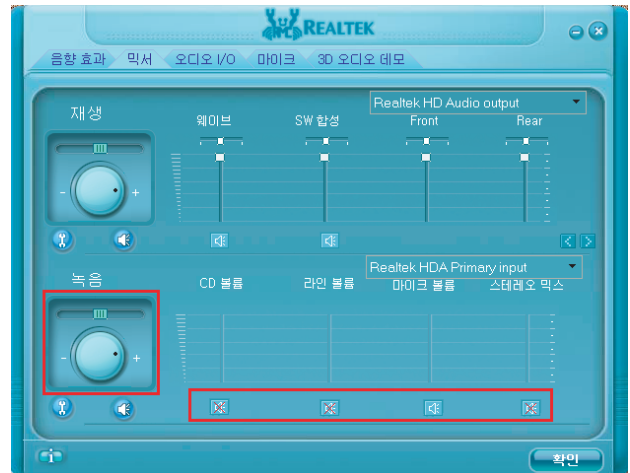 REALTEK
음향 효과 믹서 오디오 I/O 마이크 3D 오디오 데모
재생
Realtek HD Audio output
웨이브 SW 합성 Front Rear
- +
녹음
Realtek HDA Primary input
CD 볼륨 라인 볼륨 마이크 볼륨 스테레오 믹스
- +
확인